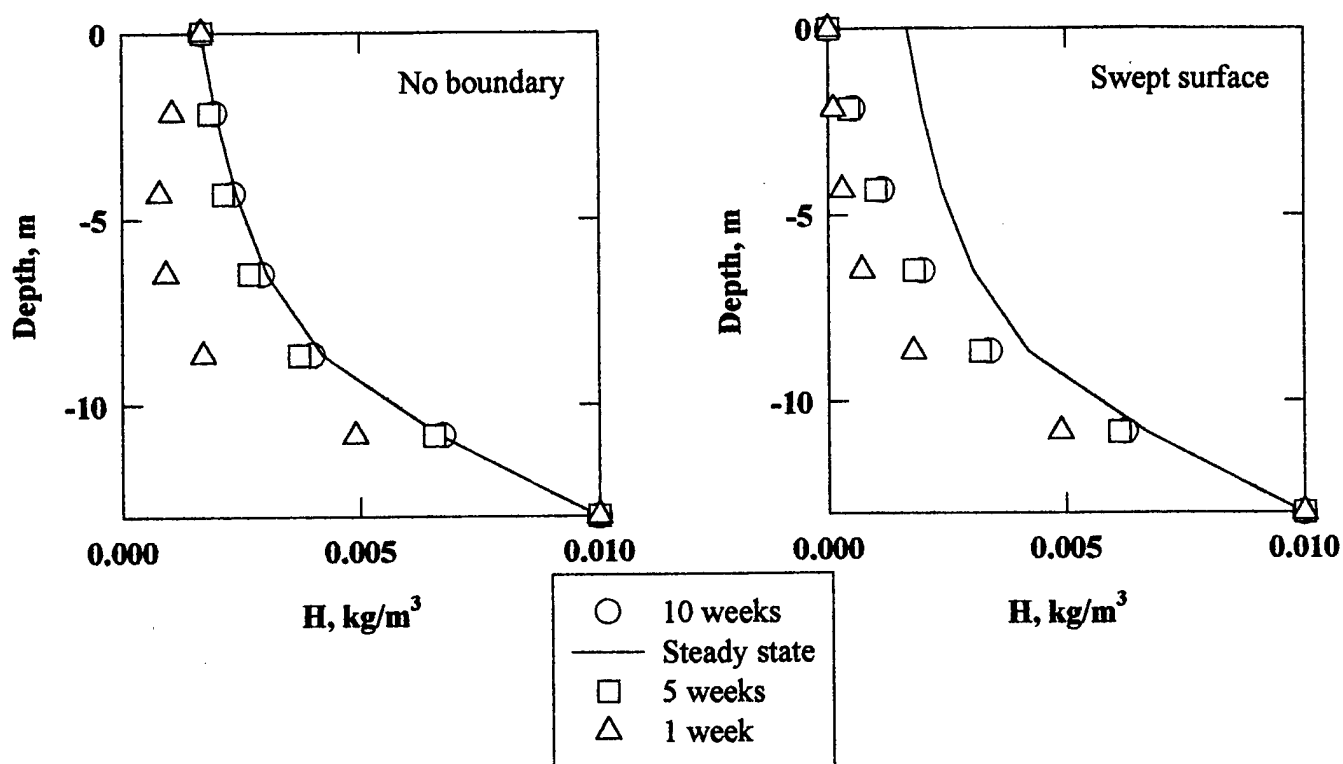 No boundary
0
-5
-10
Depth, m
0.000
0.005
0.010
H, kg/m³
Swept surface
0
-5
-10
Depth, m
0.000
0.005
0.010
H, kg/m³
10 weeks
Steady state
5 weeks
1 week